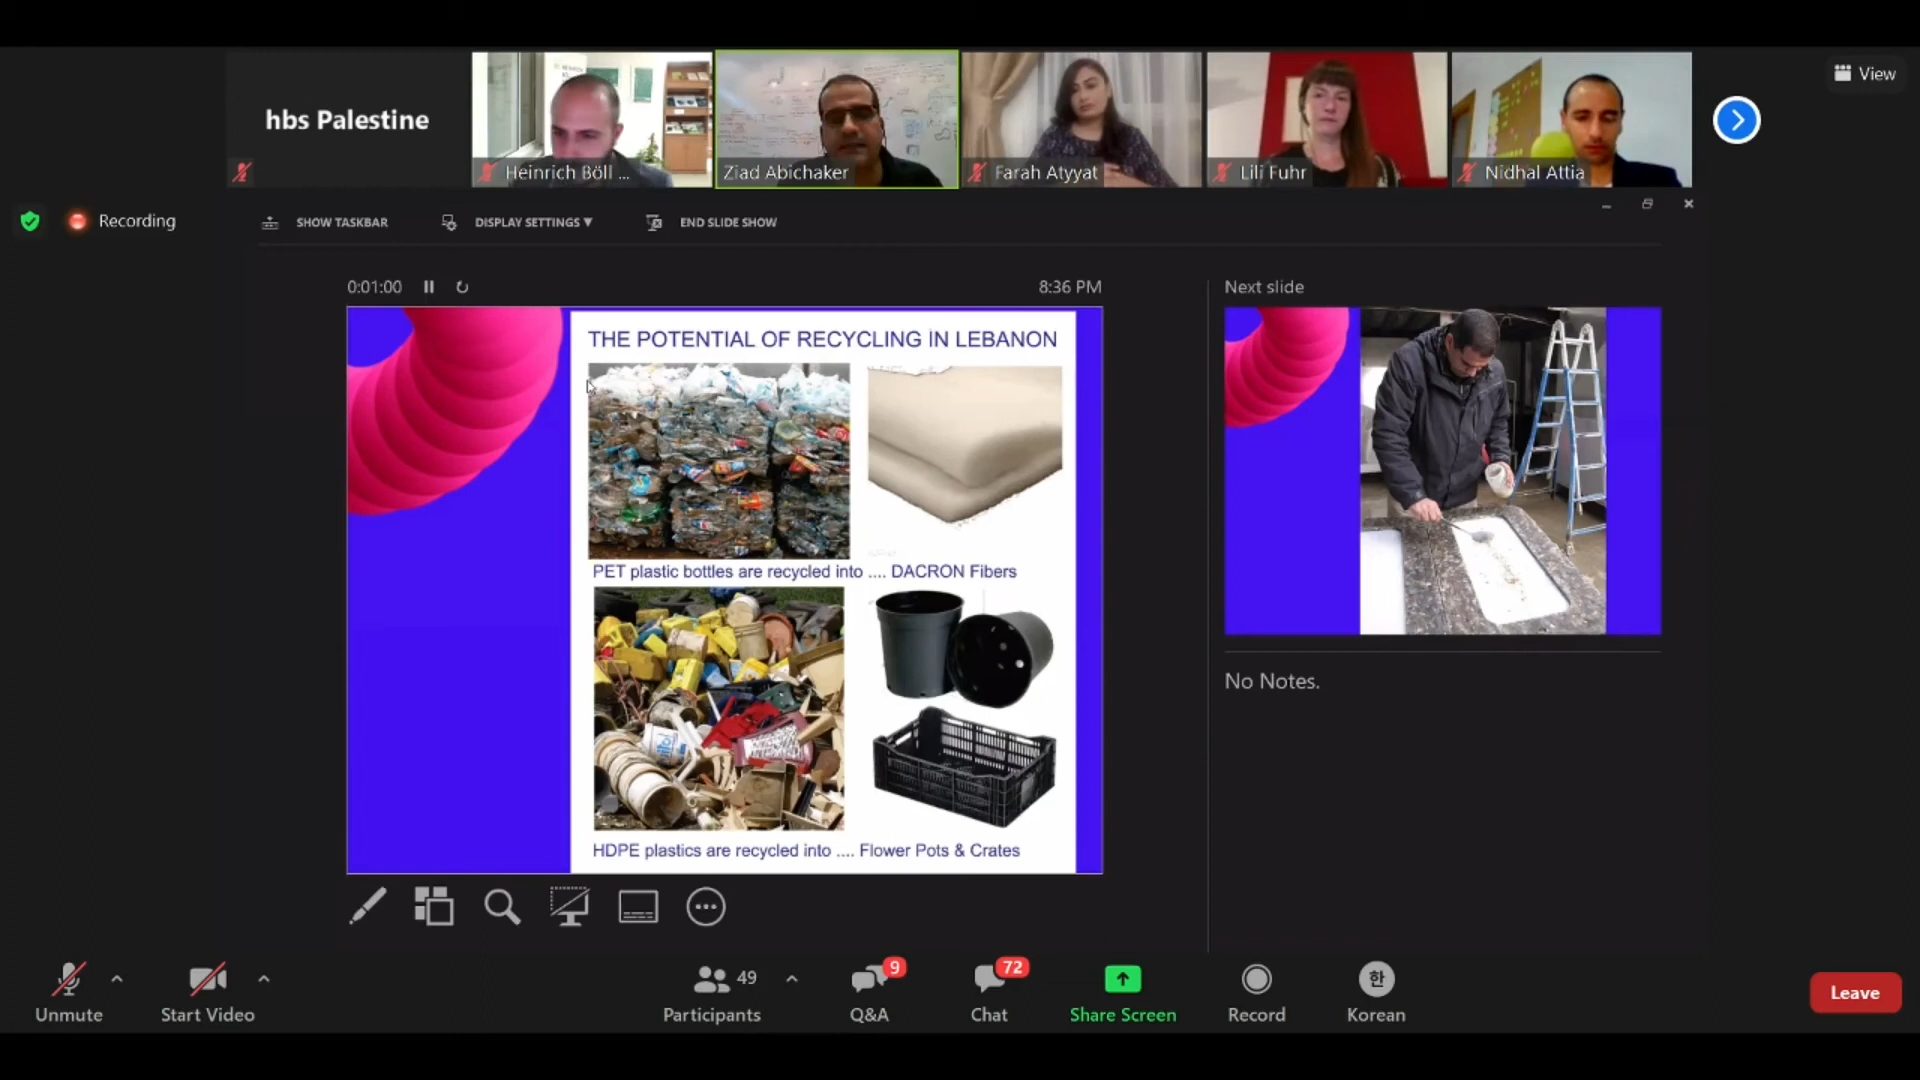 View
hbs Palestine
Heinrich Böll ...
Ziad Abichaker
Farah Atyyat
Lili Fuhr
Nidhal Attia
Recording
SHOW TASKBAR
DISPLAY SETTINGS ▼
END SLIDE SHOW
0:01:00
8:36 PM
Next slide
THE POTENTIAL OF RECYCLING IN LEBANON
PET plastic bottles are recycled into .... DACRON Fibers
HDPE plastics are recycled into .... Flower Pots & Crates
No Notes.
Unmute
Start Video
49
Participants
9
Q&A
72
Chat
Share Screen
Record
한
Korean
Leave